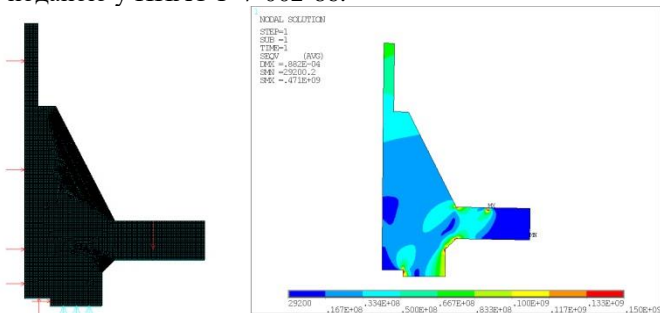 1
NODAL SOLUTION
STEP=1
SUB =1
TIME=1
SEQV (AVG)
DMX =.882E-04
SMN =29200.2
SMX =.471E+09
MX
MN
29200 .334E+08 .667E+08 .100E+09 .133E+09
.167E+08 .500E+08 .833E+08 .117E+09 .150E+09